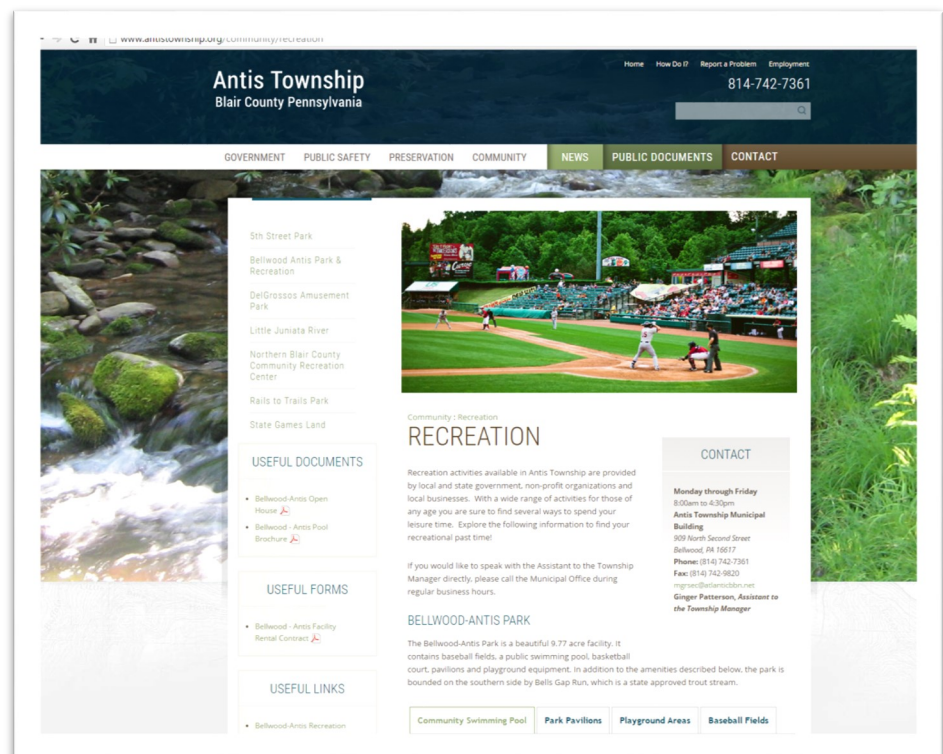 www.antistownship.org/community/recreation
Home How Do I? Report a Problem Employment
Antis Township
814-742-7361
Blair County Pennsylvania
GOVERNMENT PUBLIC SAFETY PRESERVATION COMMUNITY NEWS PUBLIC DOCUMENTS CONTACT
5th Street Park
Bellwood Antis Park &
Recreation
DelGrossos Amusement
Park
Little Juniata River
Northern Blair County
Community Recreation
Center
Rails to Trails Park
State Games Land
USEFUL DOCUMENTS
Bellwood-Antis Open
House
Bellwood - Antis Pool
Brochure
USEFUL FORMS
Bellwood - Antis Facility
Rental Contract
USEFUL LINKS
Bellwood-Antis Recreation
Community : Recreation
RECREATION
Recreation activities available in Antis Township are provided
by local and state government, non-profit organizations and
local businesses. With a wide range of activities for those of
any age you are sure to find several ways to spend your
leisure time. Explore the following information to find your
recreational past time!
If you would like to speak with the Assistant to the Township
Manager directly, please call the Municipal Office during
regular business hours.
CONTACT
Monday through Friday
8:00am to 4:30pm
Antis Township Municipal
Building
909 North Second Street
Bellwood, PA 16617
Phone: (814) 742-7361
Fax: (814) 742-9820
mgrsec@atlanticbbn.net
Ginger Patterson, Assistant to
the Township Manager
BELLWOOD-ANTIS PARK
The Bellwood-Antis Park is a beautiful 9.77 acre facility. It
contains baseball fields, a public swimming pool, basketball
court, pavilions and playground equipment. In addition to the amenities described below, the park is
bounded on the southern side by Bells Gap Run, which is a state approved trout stream.
Community Swimming Pool Park Pavilions Playground Areas Baseball Fields